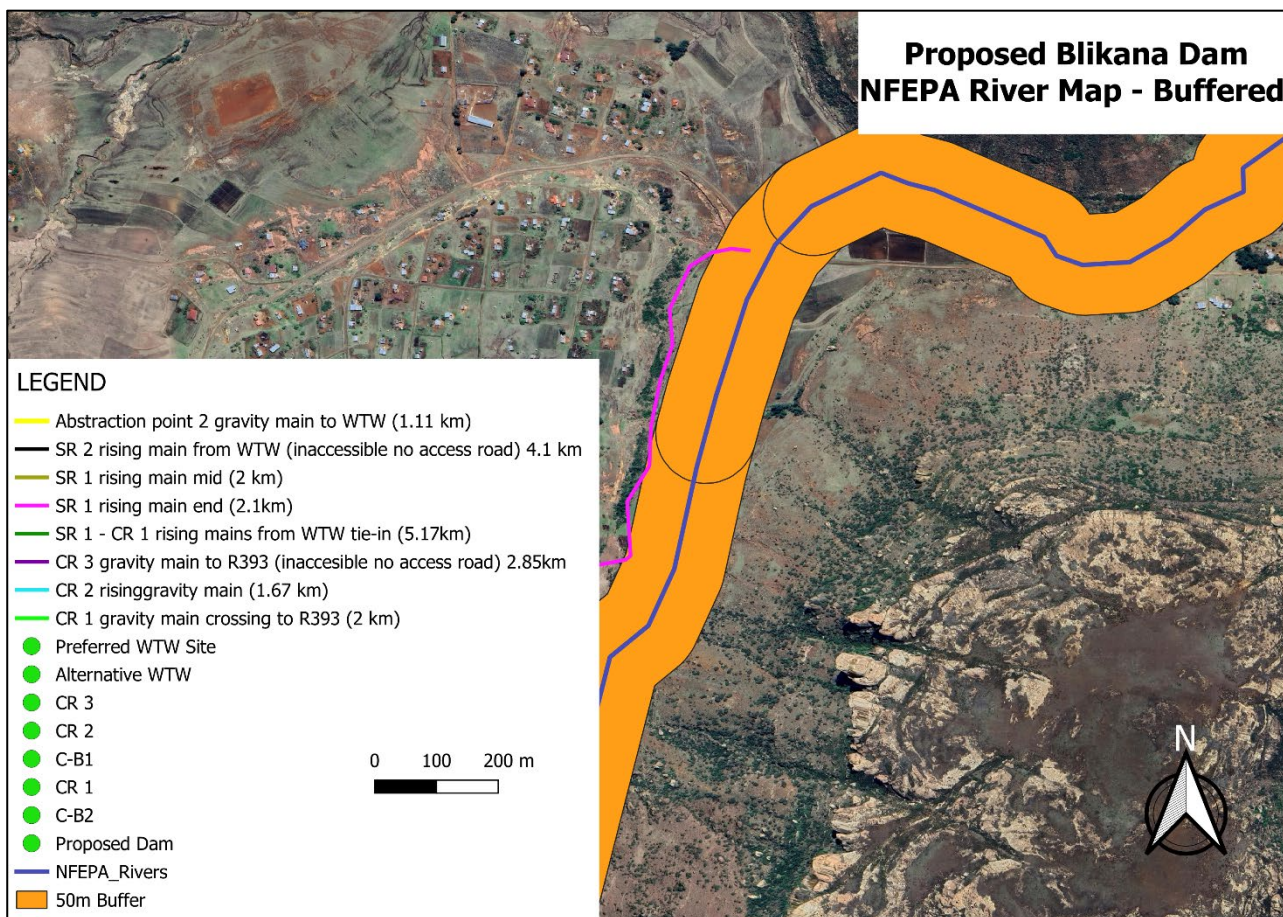 Proposed Blikana Dam
NFEPA River Map - Buffered
LEGEND
Abstraction point 2 gravity main to WTW (1.11 km)
SR 2 rising main from WTW (inaccessible no access road) 4.1 km
SR 1 rising main mid (2 km)
SR 1 rising main end (2.1km)
SR 1 - CR 1 rising mains from WTW tie-in (5.17km)
CR 3 gravity main to R393 (inaccesible no access road) 2.85km
CR 2 risinggravity main (1.67 km)
CR 1 gravity main crossing to R393 (2 km)
Preferred WTW Site
Alternative WTW
CR 3
CR 2
C-B1
CR 1
C-B2
Proposed Dam
NFEPA_Rivers
50m Buffer
0 100 200 m
N